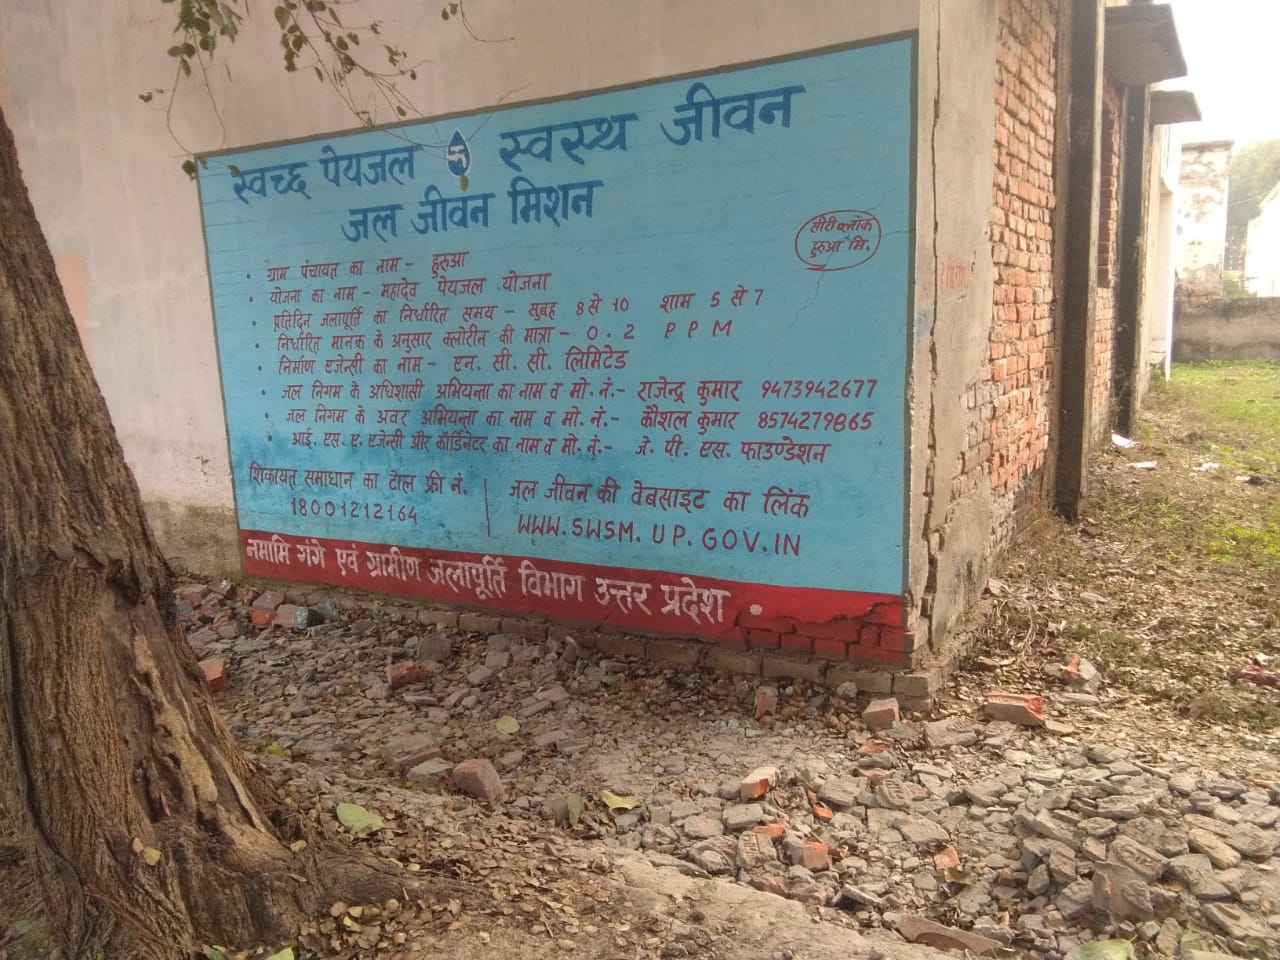 स्वच्छ पेयजल स्वस्थ जीवन
जल जीवन मिशन
सीटी ब्लॉक
हुरुआ मि.
• ग्राम पंचायत का नाम - हुरुआ
• योजना का नाम - महादेव पेयजल योजना
• प्रतिदिन जलापूर्ति का निर्धारित समय - सुबह 8 से 10 शाम 5 से 7
• निर्धारित मानक के अनुसार क्लोरीन की मात्रा - 0.2 PPM
• निर्माण एजेन्सी का नाम - एन. सी. सी. लिमिटेड
• जल निगम के अधिशासी अभियन्ता का नाम व मो. नं. - राजेन्द्र कुमार 9473942677
• जल निगम के अवर अभियन्ता का नाम व मो. नं. - कौशल कुमार 8574279865
• आई. एस. ए. एजेन्सी और कॉर्डिनेटर का नाम व मो. नं. - जे. पी. एस. फाउण्डेशन
शिकायत समाधान का टोल फ्री नं.
18001212164
जल जीवन की वेबसाइट का लिंक
WWW.SWSM.UP.GOV.IN
नमामि गंगे एवं ग्रामीण जलापूर्ति विभाग उत्तर प्रदेश